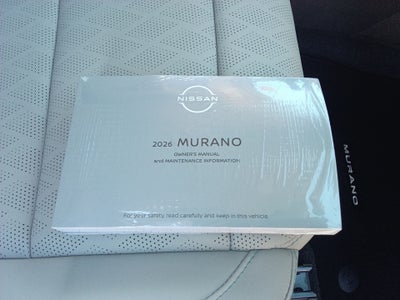 NISSAN
2026 MURANO
OWNER'S MANUAL
and MAINTENANCE INFORMATION
For your safety, read carefully and keep in this vehicle.
MURANO